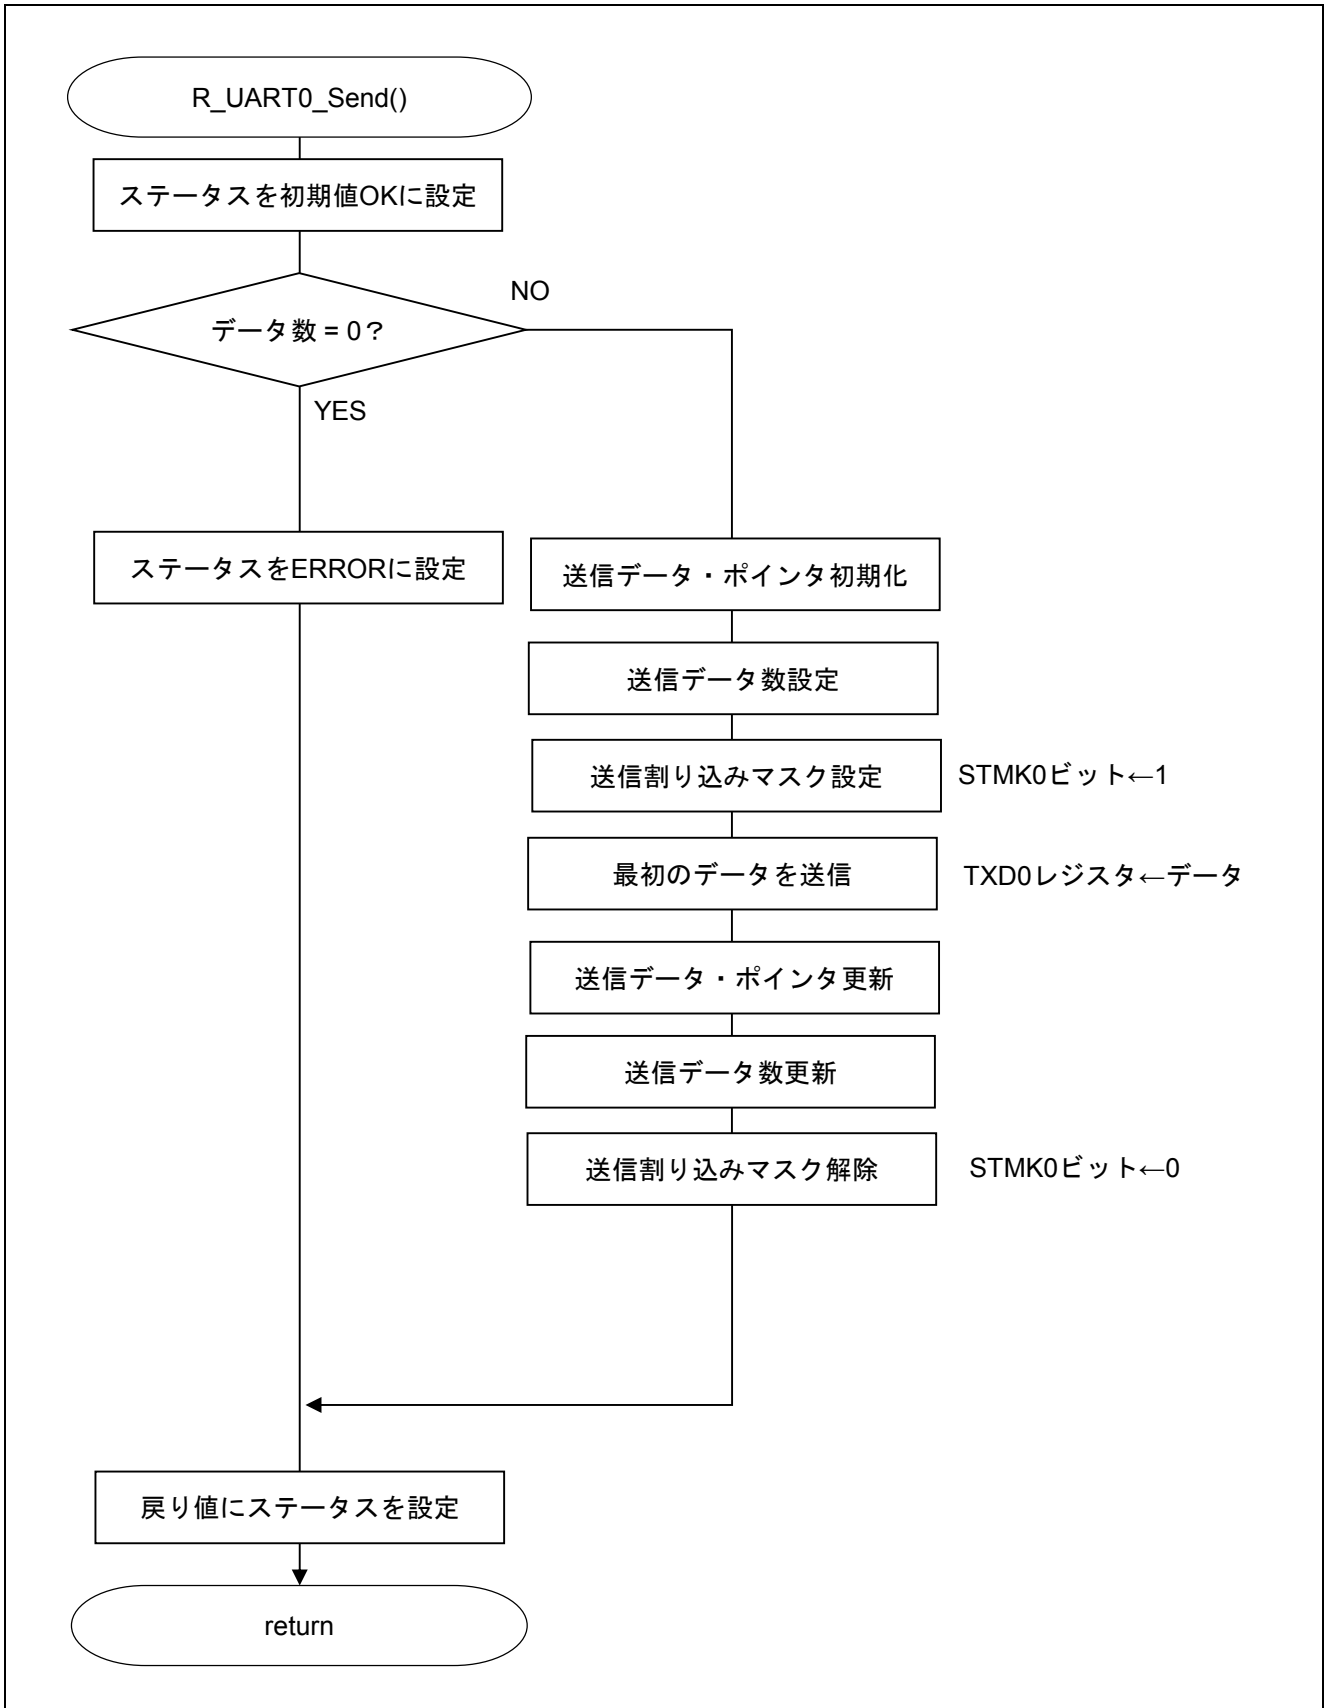 R_UART0_Send()
ステータスを初期値OKに設定
NO
データ数 = 0？
YES
ステータスをERRORに設定
送信データ・ポインタ初期化
送信データ数設定
送信割り込みマスク設定
STMK0ビット←1
最初のデータを送信
TXD0レジスタ←データ
送信データ・ポインタ更新
送信データ数更新
送信割り込みマスク解除
STMK0ビット←0
戻り値にステータスを設定
return